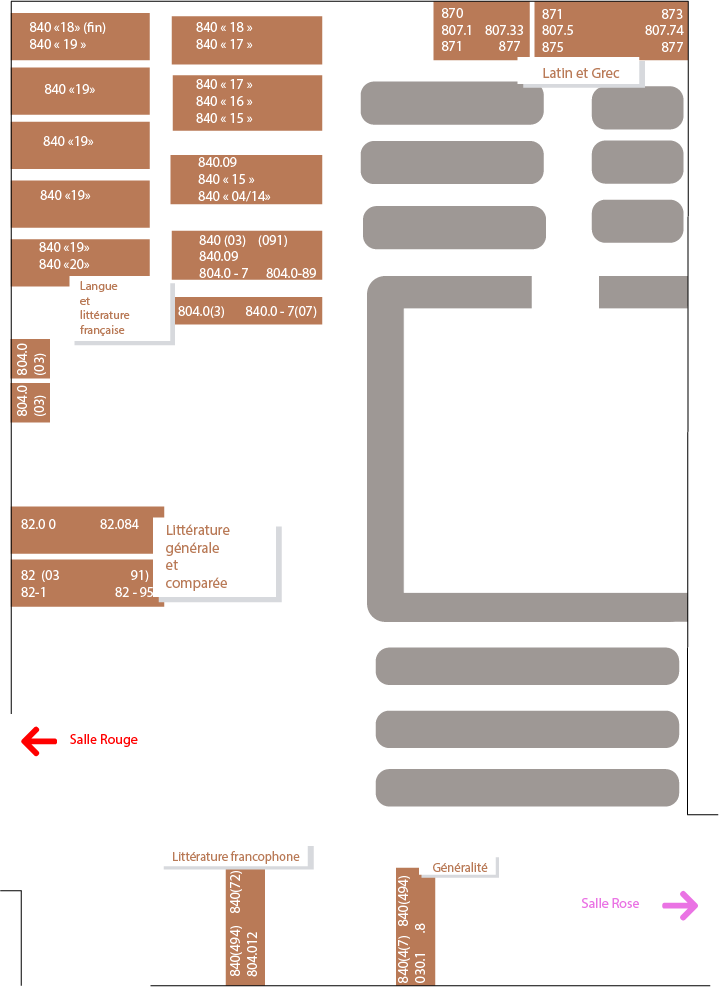 840 «18» (fin)
840 « 19 »
840 «19»
840 «19»
840 «19»
840 «19»
840 «20»
Langue
et
littérature
française
804.0
(03)
804.0
(03)
840 « 18 »
840 « 17 »
840 « 17 »
840 « 16 »
840 « 15 »
840.09
840 « 15 »
840 « 04/14»
840 (03) (091)
840.09
804.0 - 7 804.0-89
804.0(3) 840.0 - 7(07)
870
807.1 807.33
871 877
871 873
807.5 807.74
875 877
Latin et Grec
82.0 0 82.084
82 (03 91)
82-1 82 - 95
Littérature
générale
et
comparée
Salle Rouge
Littérature francophone
840(494) 840(72)
804.012
Généralité
840(4(7) 840(494)
030.1 .8
Salle Rose